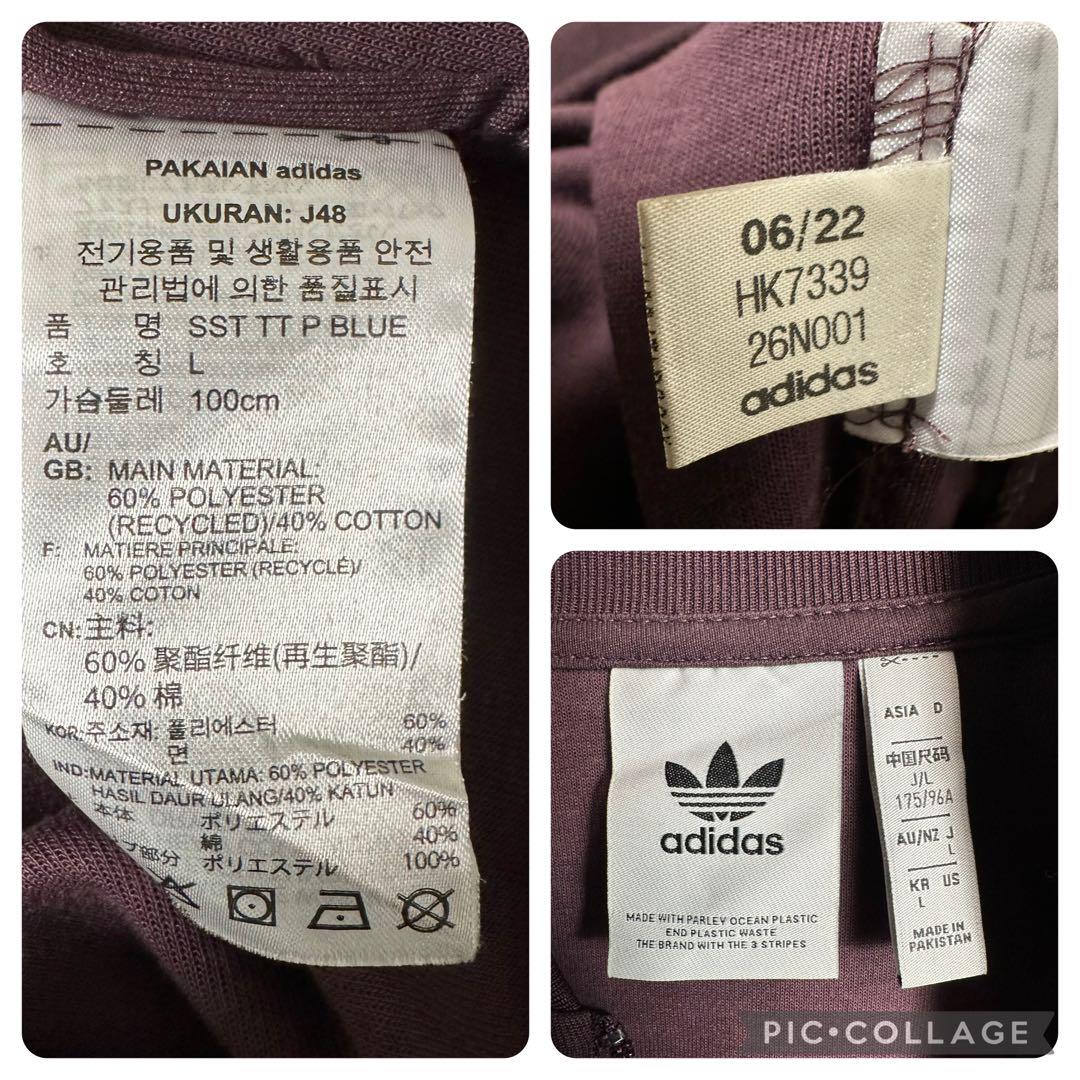 PAKAIAN adidas
UKURAN: J48
전기용품 및 생활용품 안전
관리법에 의한 품질표시
품 명 SST TT P BLUE
호 칭 L
가슴둘레 100cm
AU/
GB: MAIN MATERIAL:
60% POLYESTER
(RECYCLED)/40% COTTON
F: MATIERE PRINCIPALE:
60% POLYESTER (RECYCLÉ)/
40% COTON
CN: 主料:
60% 聚酯纤维(再生聚酯)/
40% 棉
KOR: 주소재: 폴리에스터 60%
면 40%
IND: MATERIAL UTAMA: 60% POLYESTER
HASIL DAUR ULANG/40% KATUN
本体 ポリエステル 60%
綿 40%
部分 ポリエステル 100%
06/22
HK7339
26N001
adidas
adidas
MADE WITH PARLEY OCEAN PLASTIC
END PLASTIC WASTE
THE BRAND WITH THE 3 STRIPES
ASIA D
中国尺码
J/L
175/96A
AU/NZ J
L
KR US
L
MADE IN
PAKISTAN
PIC•COLLAGE